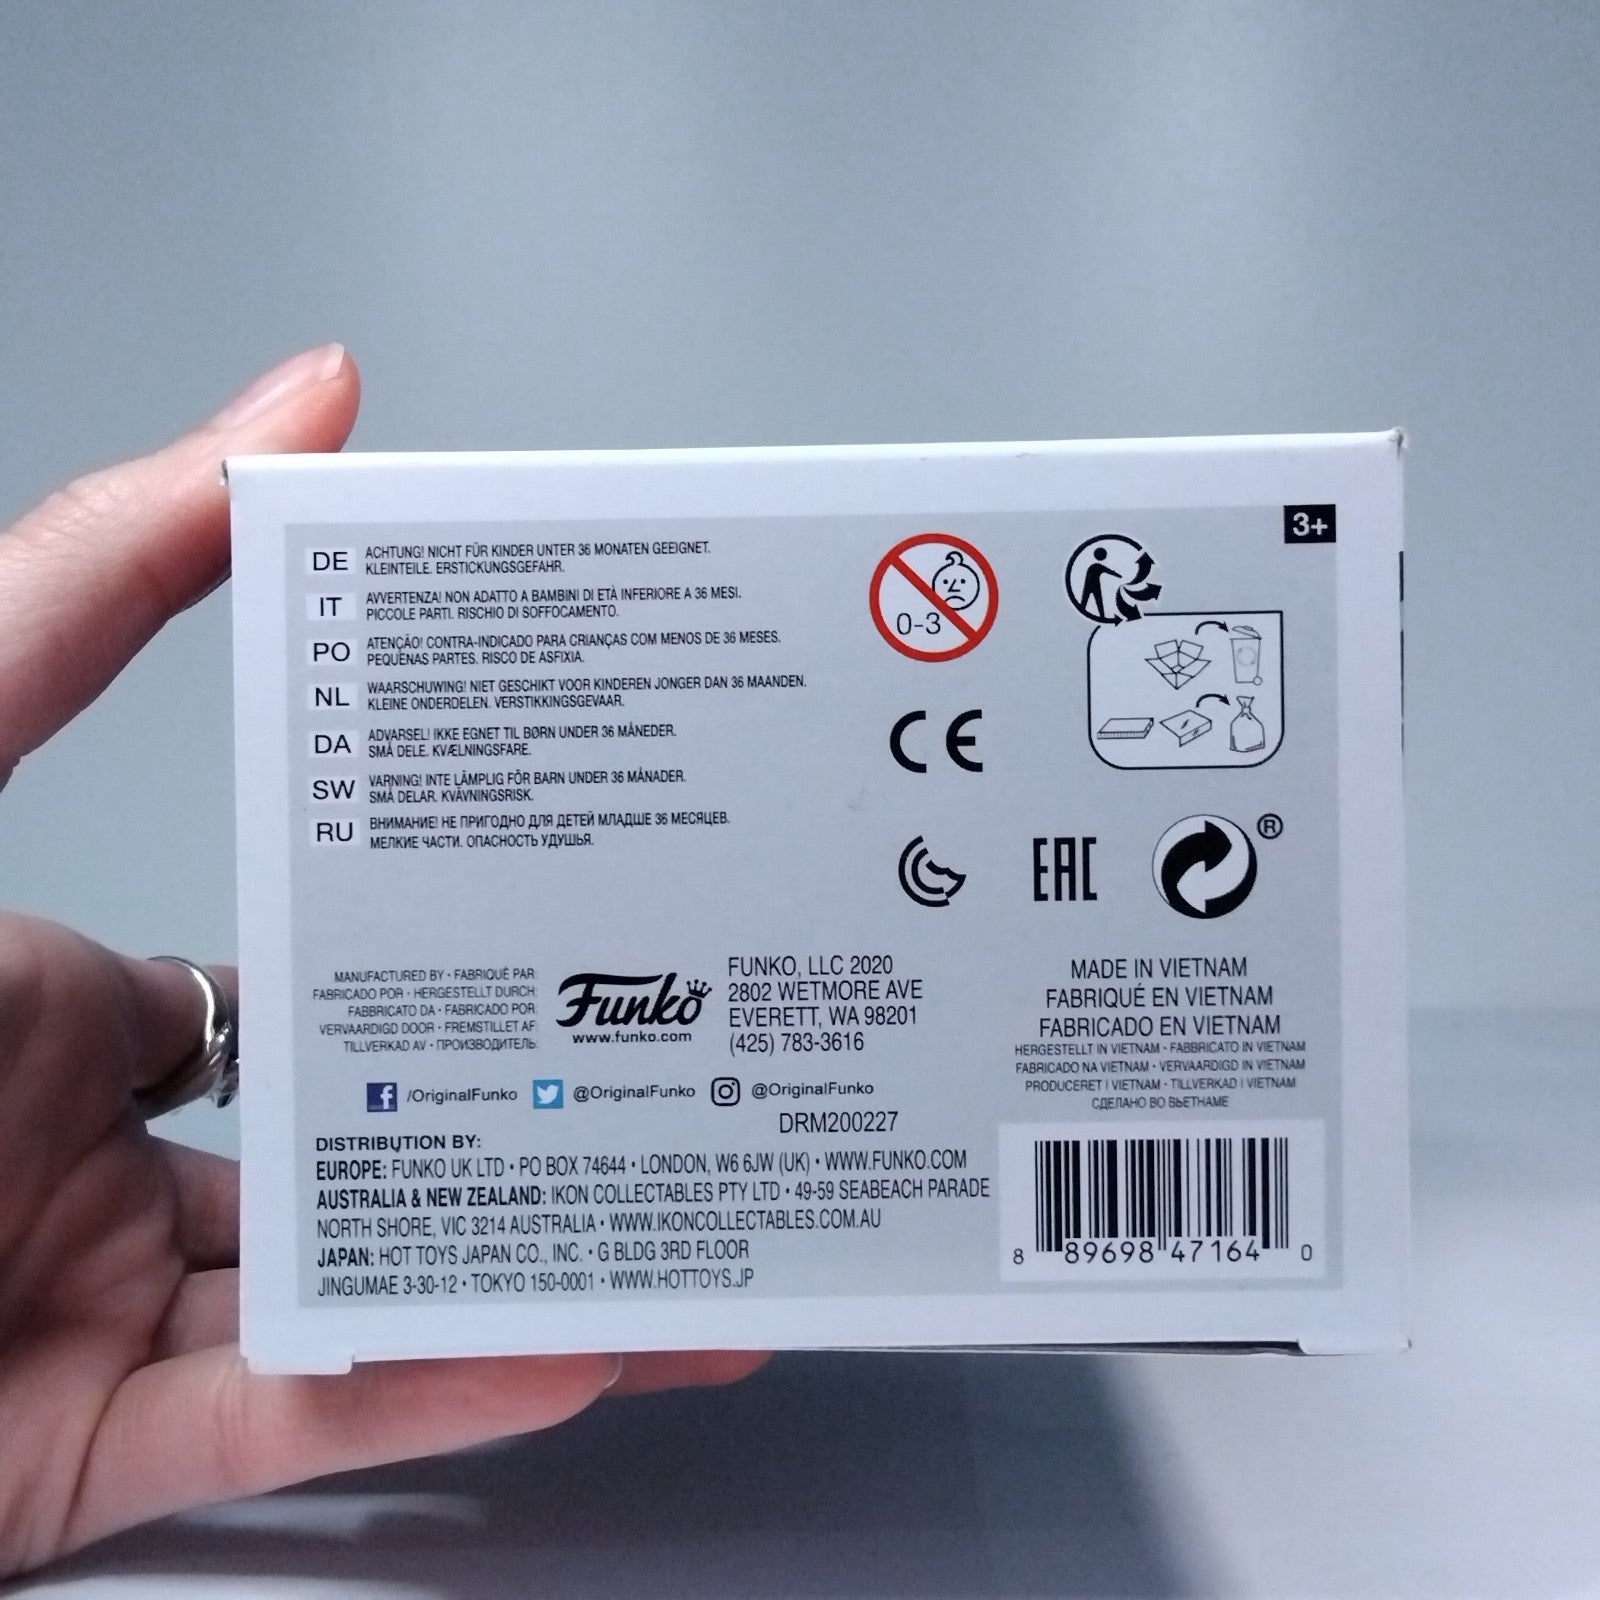 3+
DE ACHTUNG! NICHT FÜR KINDER UNTER 36 MONATEN GEEIGNET.
KLEINTEILE. ERSTICKUNGSGEFAHR.
IT AVVERTENZA! NON ADATTO A BAMBINI DI ETÀ INFERIORE A 36 MESI.
PICCOLE PARTI. RISCHIO DI SOFFOCAMENTO.
PO ATENÇÃO! CONTRA-INDICADO PARA CRIANÇAS COM MENOS DE 36 MESES.
PEQUENAS PARTES. RISCO DE ASFIXIA.
NL WAARSCHUWING! NIET GESCHIKT VOOR KINDEREN JONGER DAN 36 MAANDEN.
KLEINE ONDERDELEN. VERSTIKKINGSGEVAAR.
DA ADVARSEL! IKKE EGNET TIL BØRN UNDER 36 MÅNEDER.
SMÅ DELE. KVÆLNINGSFARE.
SW VARNING! INTE LÄMPLIG FÖR BARN UNDER 36 MÅNADER.
SMÅ DELAR. KVÄVNINGSRISK.
RU ВНИМАНИЕ! НЕ ПРИГОДНО ДЛЯ ДЕТЕЙ МЛАДШЕ 36 МЕСЯЦЕВ.
МЕЛКИЕ ЧАСТИ. ОПАСНОСТЬ УДУШЬЯ.
0-3
CE
EAC
®
MANUFACTURED BY • FABRIQUÉ PAR:
FABRICADO POR • HERGESTELLT DURCH:
FABBRICATO DA • FABRICADO POR:
VERVAARDIGD DOOR • FREMSTILLET AF:
TILLVERKAD AV • ПРОИЗВОДИТЕЛЬ:
Funko
www.funko.com
FUNKO, LLC 2020
2802 WETMORE AVE
EVERETT, WA 98201
(425) 783-3616
MADE IN VIETNAM
FABRIQUÉ EN VIETNAM
FABRICADO EN VIETNAM
HERGESTELLT IN VIETNAM • FABBRICATO IN VIETNAM
FABRICADO NA VIETNAM • VERVAARDIGD IN VIETNAM
PRODUCERET I VIETNAM • TILLVERKAD I VIETNAM
СДЕЛАНО ВО ВЬЕТНАМЕ
/OriginalFunko @OriginalFunko @OriginalFunko
DRM200227
DISTRIBUTION BY:
EUROPE: FUNKO UK LTD • PO BOX 74644 • LONDON, W6 6JW (UK) • WWW.FUNKO.COM
AUSTRALIA & NEW ZEALAND: IKON COLLECTABLES PTY LTD • 49-59 SEABEACH PARADE
NORTH SHORE, VIC 3214 AUSTRALIA • WWW.IKONCOLLECTABLES.COM.AU
JAPAN: HOT TOYS JAPAN CO., INC. • G BLDG 3RD FLOOR
JINGUMAE 3-30-12 • TOKYO 150-0001 • WWW.HOTTOYS.JP
8 89698 47164 0